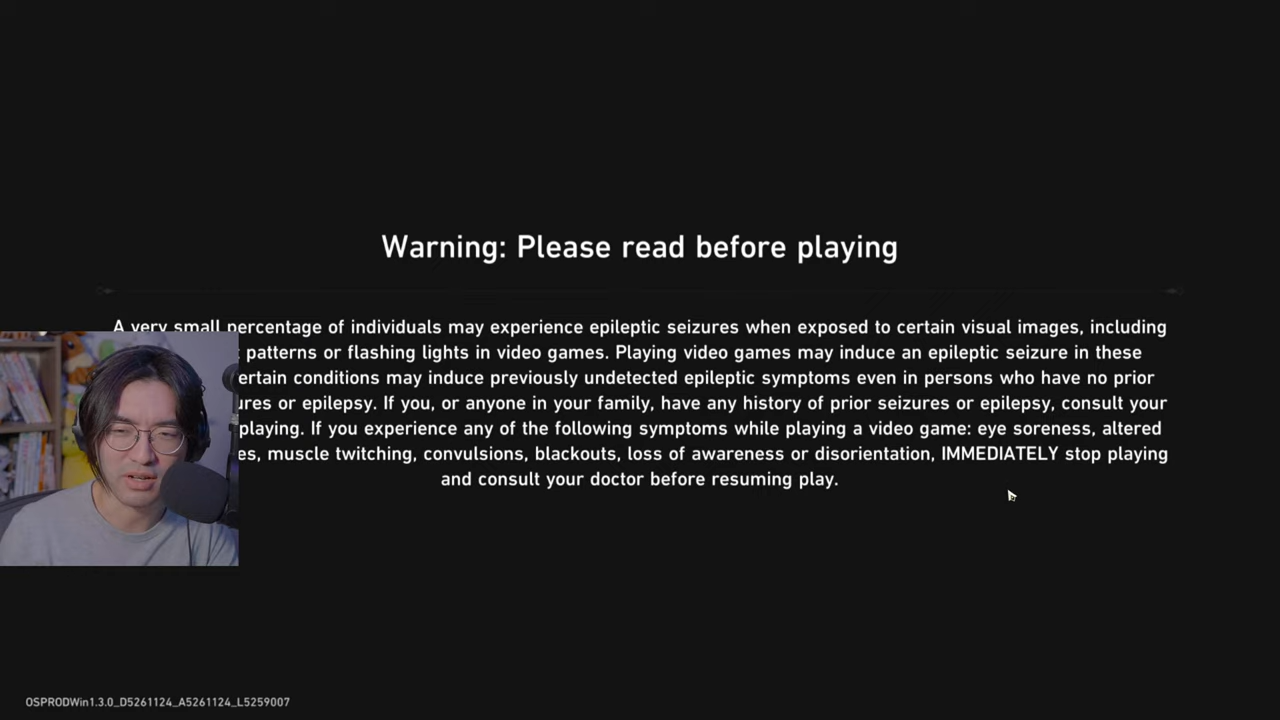 Warning: Please read before playing
A very small percentage of individuals may experience epileptic seizures when exposed to certain visual images, including
patterns or flashing lights in video games. Playing video games may induce an epileptic seizure in these
conditions may induce previously undetected epileptic symptoms even in persons who have no prior
or epilepsy. If you, or anyone in your family, have any history of prior seizures or epilepsy, consult your
playing. If you experience any of the following symptoms while playing a video game: eye soreness, altered
muscle twitching, convulsions, blackouts, loss of awareness or disorientation, IMMEDIATELY stop playing
and consult your doctor before resuming play.
OSPRODWin1.3.0_D5261124_A5261124_L5259007